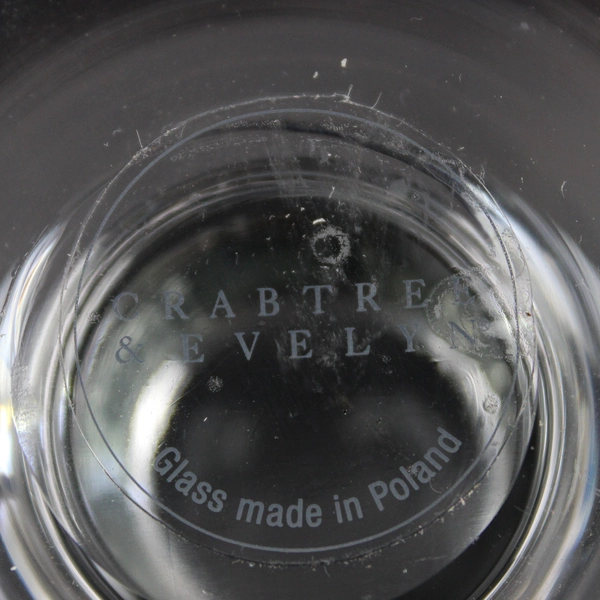 CRABTREE
& EVELYN
Glass made in Poland